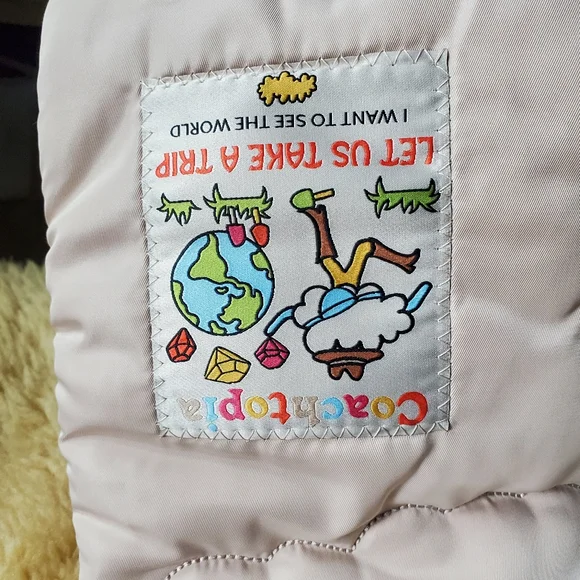 Coachtopia
LET US TAKE A TRIP
I WANT TO SEE THE WORLD